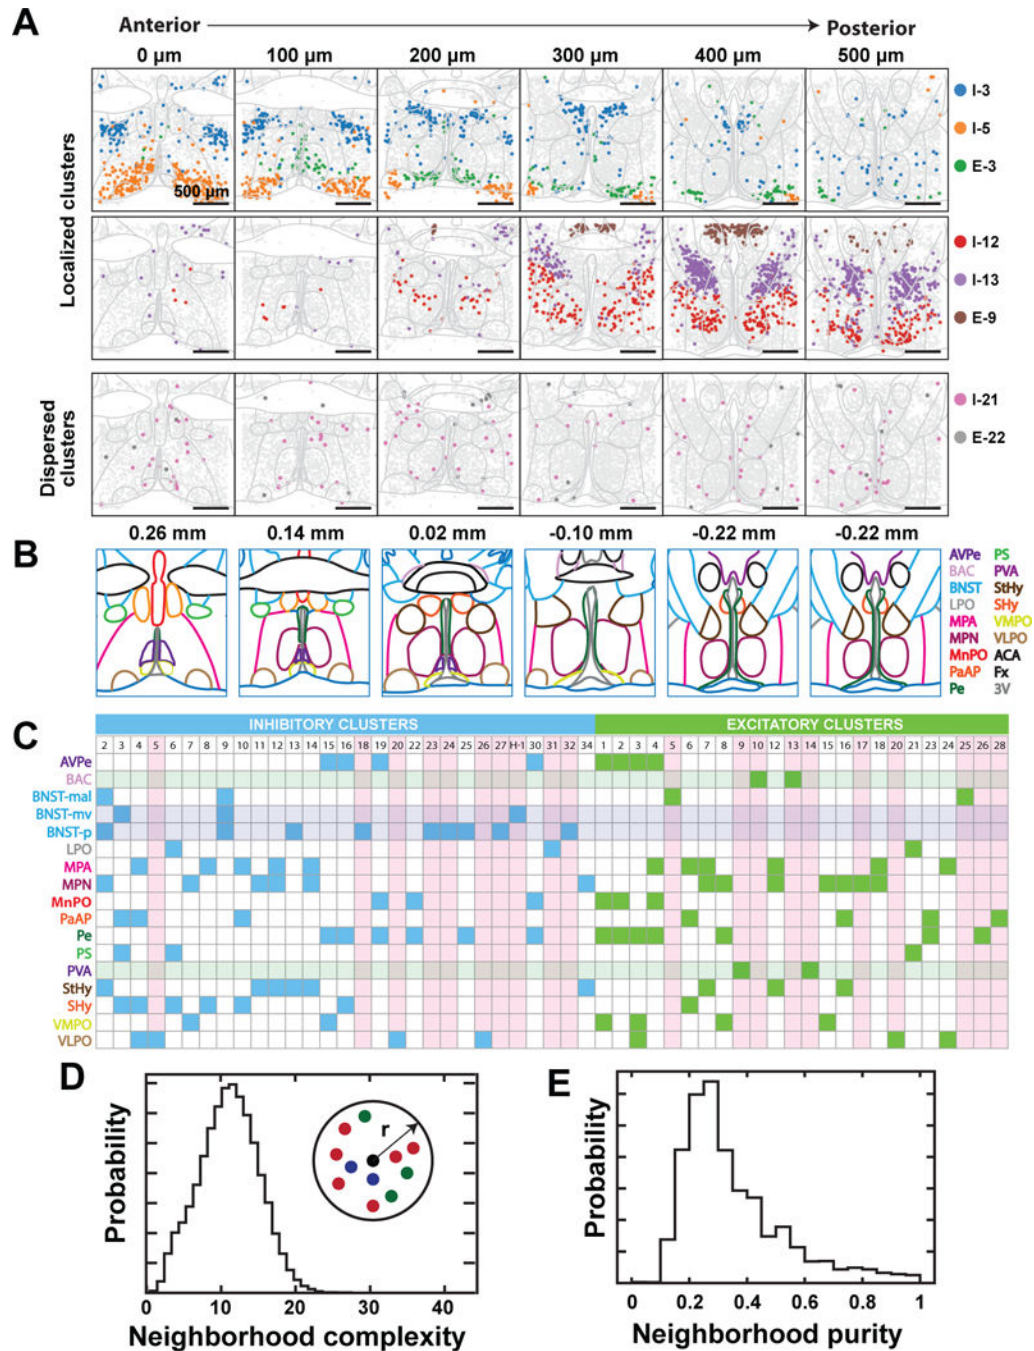 A
Anterior
Posterior
0 µm 100 µm 200 µm 300 µm 400 µm 500 µm
Localized clusters
500 µm
I-3
I-5
E-3
I-12
I-13
E-9
Dispersed clusters
I-21
E-22
B
0.26 mm 0.14 mm 0.02 mm -0.10 mm -0.22 mm -0.22 mm
AVPe PS
BAC PVA
BNST StHy
LPO SHy
MPA VMPO
MPN VLPO
MnPO ACA
PaAP Fx
Pe 3V
C
INHIBITORY CLUSTERS EXCITATORY CLUSTERS
2 3 4 5 6 7 8 9 10 11 12 13 14 15 16 18 19 20 22 23 24 25 26 27 H-1 30 31 32 34 1 2 3 4 5 6 7 8 9 10 12 13 14 15 16 17 18 20 21 23 24 25 26 28
AVPe
BAC
BNST-mal
BNST-mv
BNST-p
LPO
MPA
MPN
MnPO
PaAP
Pe
PS
PVA
StHy
SHy
VMPO
VLPO
D
Probability
r
0 10 20 30 40
Neighborhood complexity
E
Probability
0 0.2 0.4 0.6 0.8 1
Neighborhood purity